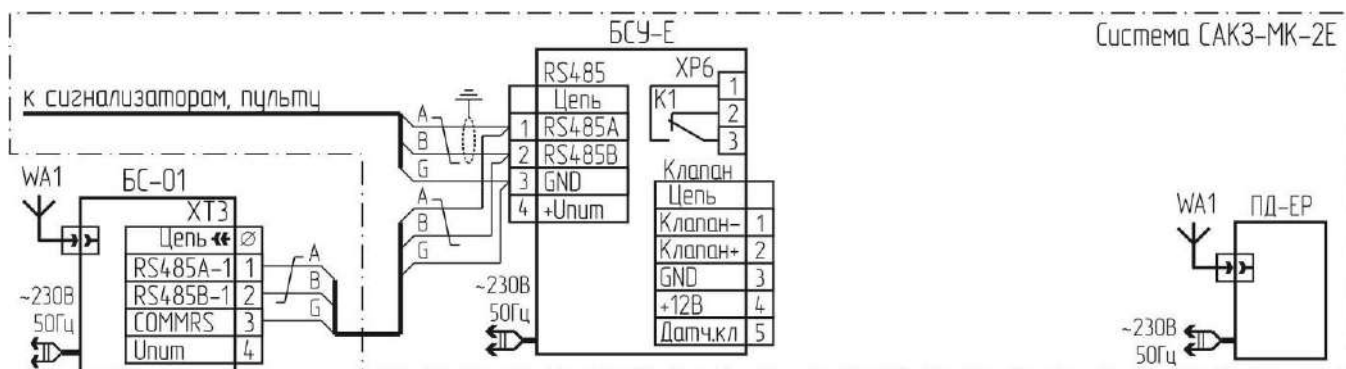 БСУ-Е
Система САКЗ-МК-2Е
к сигнализаторам, пульту
A
B
G
RS485
Цепь
1 RS485A
2 RS485B
3 GND
4 +Uпит
XP6
K1
1
2
3
Клапан
Цепь
Клапан- 1
Клапан+ 2
GND 3
+12В 4
Датч.кл 5
~230В
50Гц
A
B
G
WA1
БС-01
XT3
Цепь ∅
RS485A-1 1
RS485B-1 2
COMMRS 3
Uпит 4
A
B
G
~230В
50Гц
WA1
ПД-ЕР
~230В
50Гц